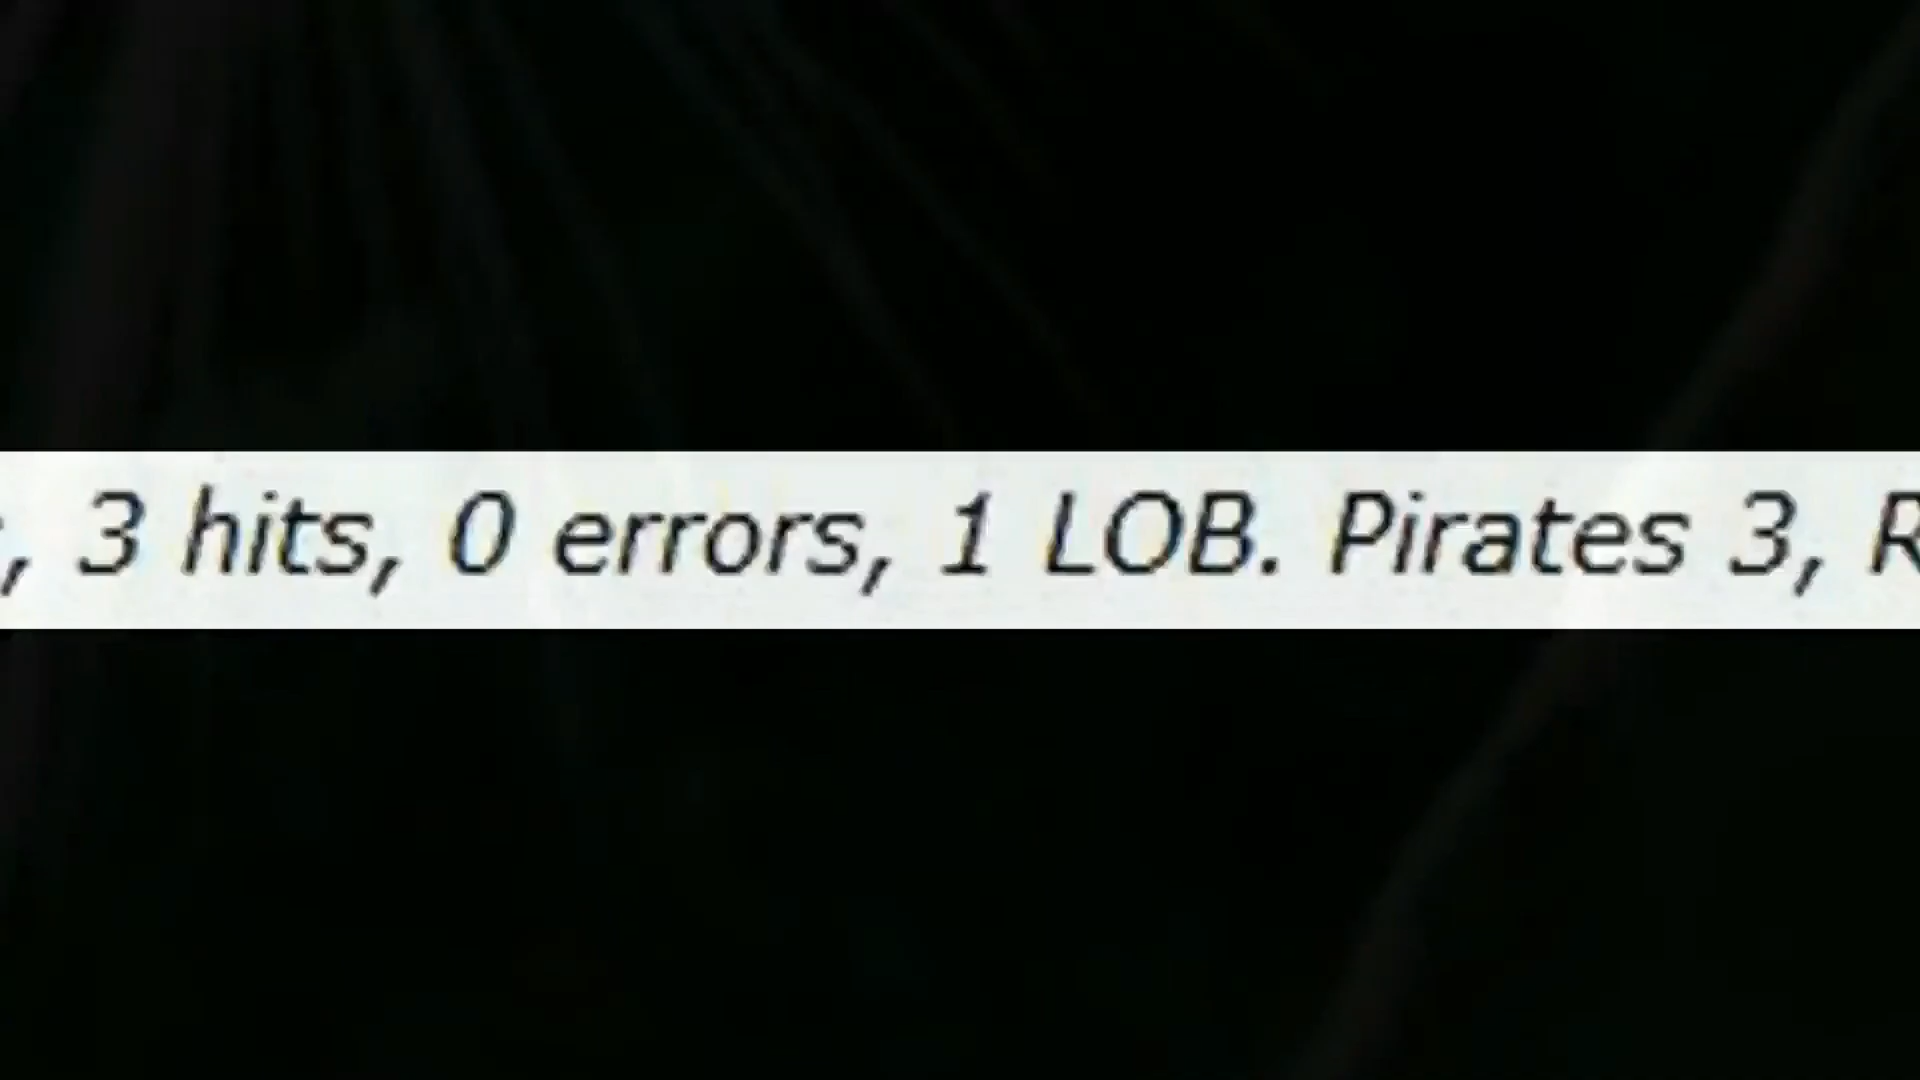 , 3 hits, 0 errors, 1 LOB. Pirates 3, R